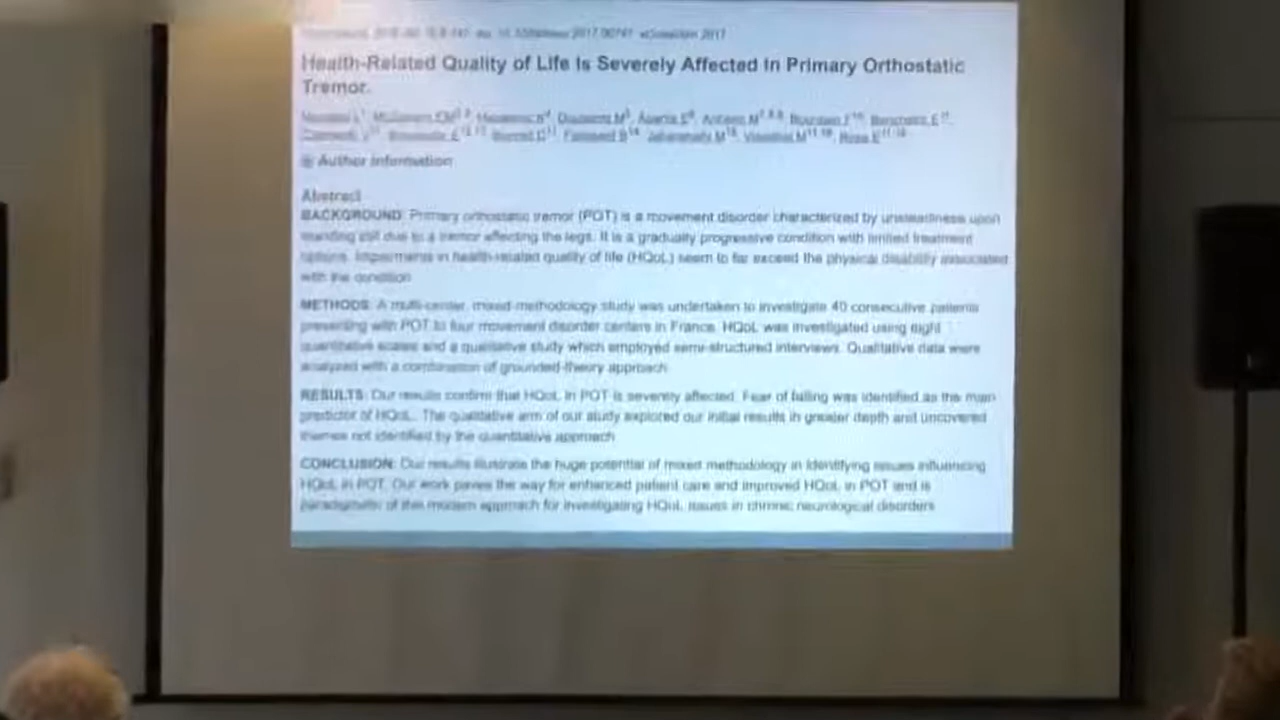 Health-Related Quality of Life Is Severely Affected in Primary Orthostatic
Tremor.
Author information
Abstract
BACKGROUND: Primary orthostatic tremor (POT) is a movement disorder characterized by unsteadiness upon
standing still due to a tremor affecting the legs. It is a gradually progressive condition with limited treatment
options. Impairments in health-related quality of life (HQoL) seem to far exceed the physical disability associated
with the condition.
METHODS: A multi-center, mixed-methodology study was undertaken to investigate 40 consecutive patients
presenting with POT to four movement disorder centers in France. HQoL was investigated using eight
quantitative scales and a qualitative study which employed semi-structured interviews. Qualitative data were
analyzed with a combination of grounded-theory approach.
RESULTS: Our results confirm that HQoL in POT is severely affected. Fear of falling was identified as the main
predictor of HQoL. The qualitative arm of our study explored our initial results in greater depth and uncovered
themes not identified by the quantitative approach.
CONCLUSION: Our results illustrate the huge potential of mixed methodology in identifying issues influencing
HQoL in POT. Our work paves the way for enhanced patient care and improved HQoL in POT and is
paradigmatic of this modern approach for investigating HQoL issues in chronic neurological disorders.